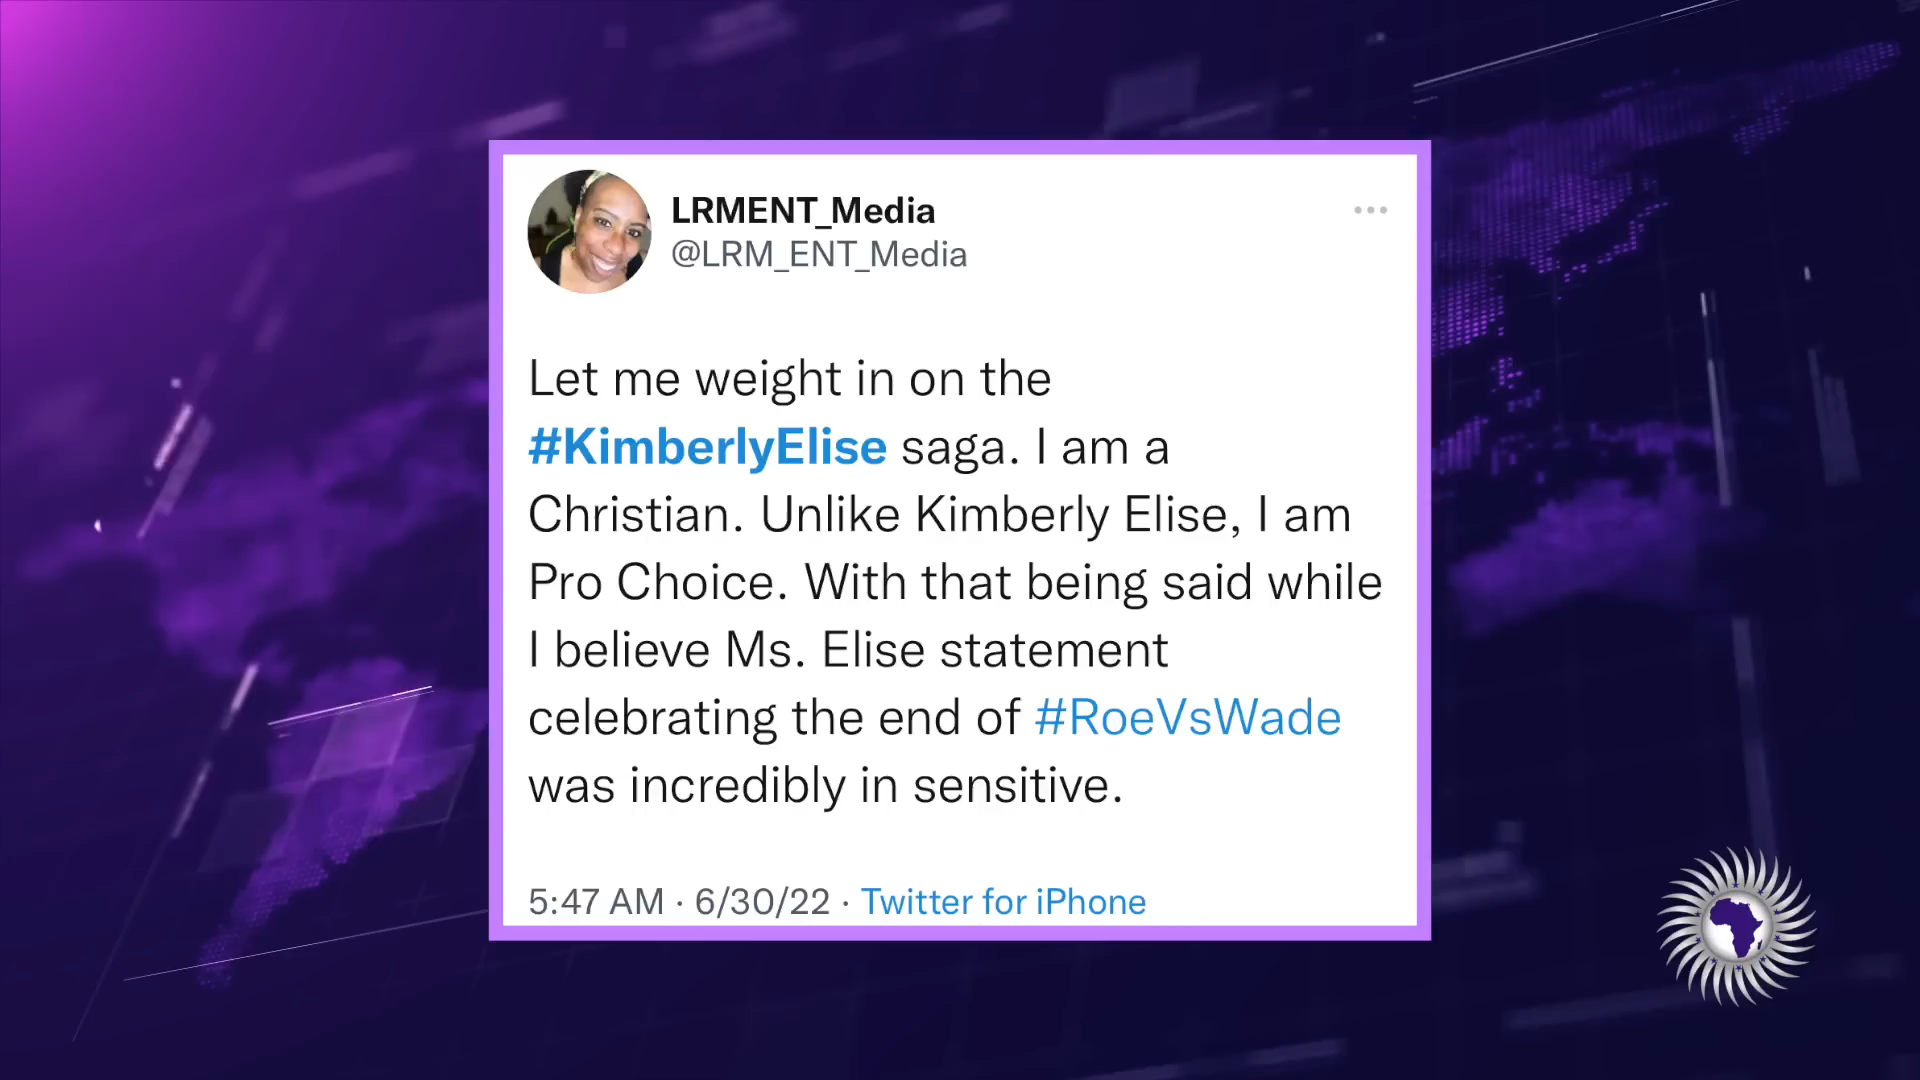 LRMENT_Media
@LRM_ENT_Media
Let me weight in on the
#KimberlyElise saga. I am a
Christian. Unlike Kimberly Elise, I am
Pro Choice. With that being said while
I believe Ms. Elise statement
celebrating the end of #RoeVsWade
was incredibly in sensitive.
5:47 AM · 6/30/22 · Twitter for iPhone